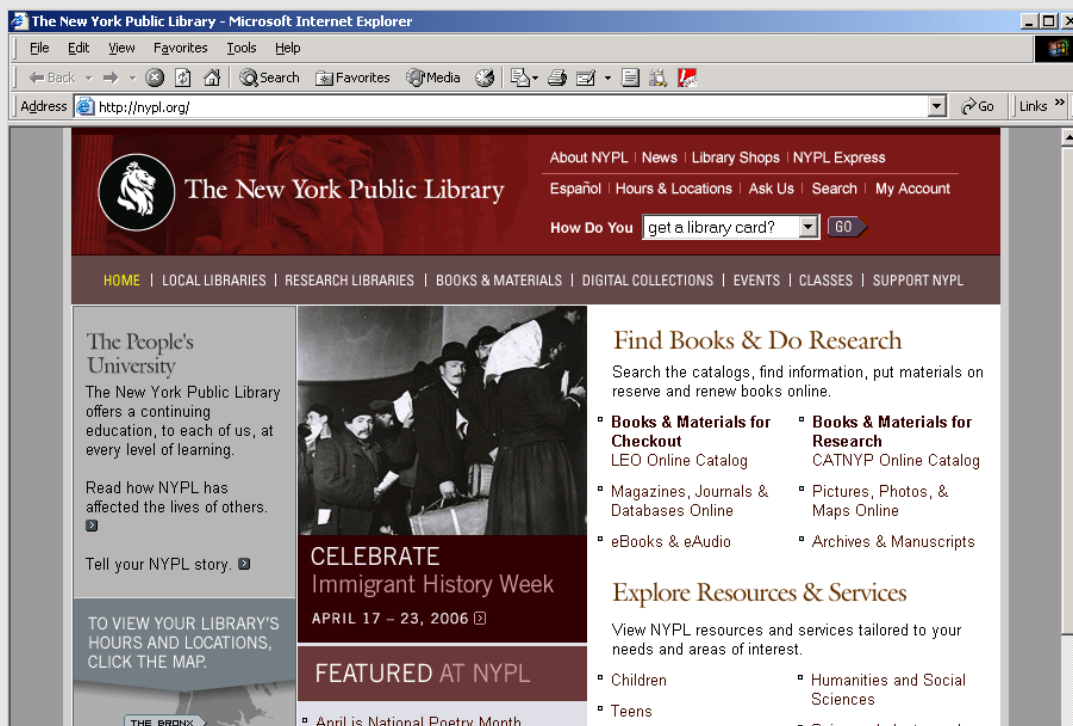 The New York Public Library - Microsoft Internet Explorer
File Edit View Favorites Tools Help
Back Search Favorites Media
Address http://nypl.org/ Go Links »
The New York Public Library
About NYPL | News | Library Shops | NYPL Express
Español | Hours & Locations | Ask Us | Search | My Account
How Do You get a library card? GO
HOME | LOCAL LIBRARIES | RESEARCH LIBRARIES | BOOKS & MATERIALS | DIGITAL COLLECTIONS | EVENTS | CLASSES | SUPPORT NYPL
The People's
University
The New York Public Library
offers a continuing
education, to each of us, at
every level of learning.
Read how NYPL has
affected the lives of others.
Tell your NYPL story.
TO VIEW YOUR LIBRARY'S
HOURS AND LOCATIONS,
CLICK THE MAP.
THE BRONX
CELEBRATE
Immigrant History Week
APRIL 17 – 23, 2006
FEATURED AT NYPL
April is National Poetry Month
Find Books & Do Research
Search the catalogs, find information, put materials on
reserve and renew books online.
Books & Materials for
Checkout
LEO Online Catalog
Magazines, Journals &
Databases Online
eBooks & eAudio
Books & Materials for
Research
CATNYP Online Catalog
Pictures, Photos, &
Maps Online
Archives & Manuscripts
Explore Resources & Services
View NYPL resources and services tailored to your
needs and areas of interest.
Children
Teens
Humanities and Social
Sciences